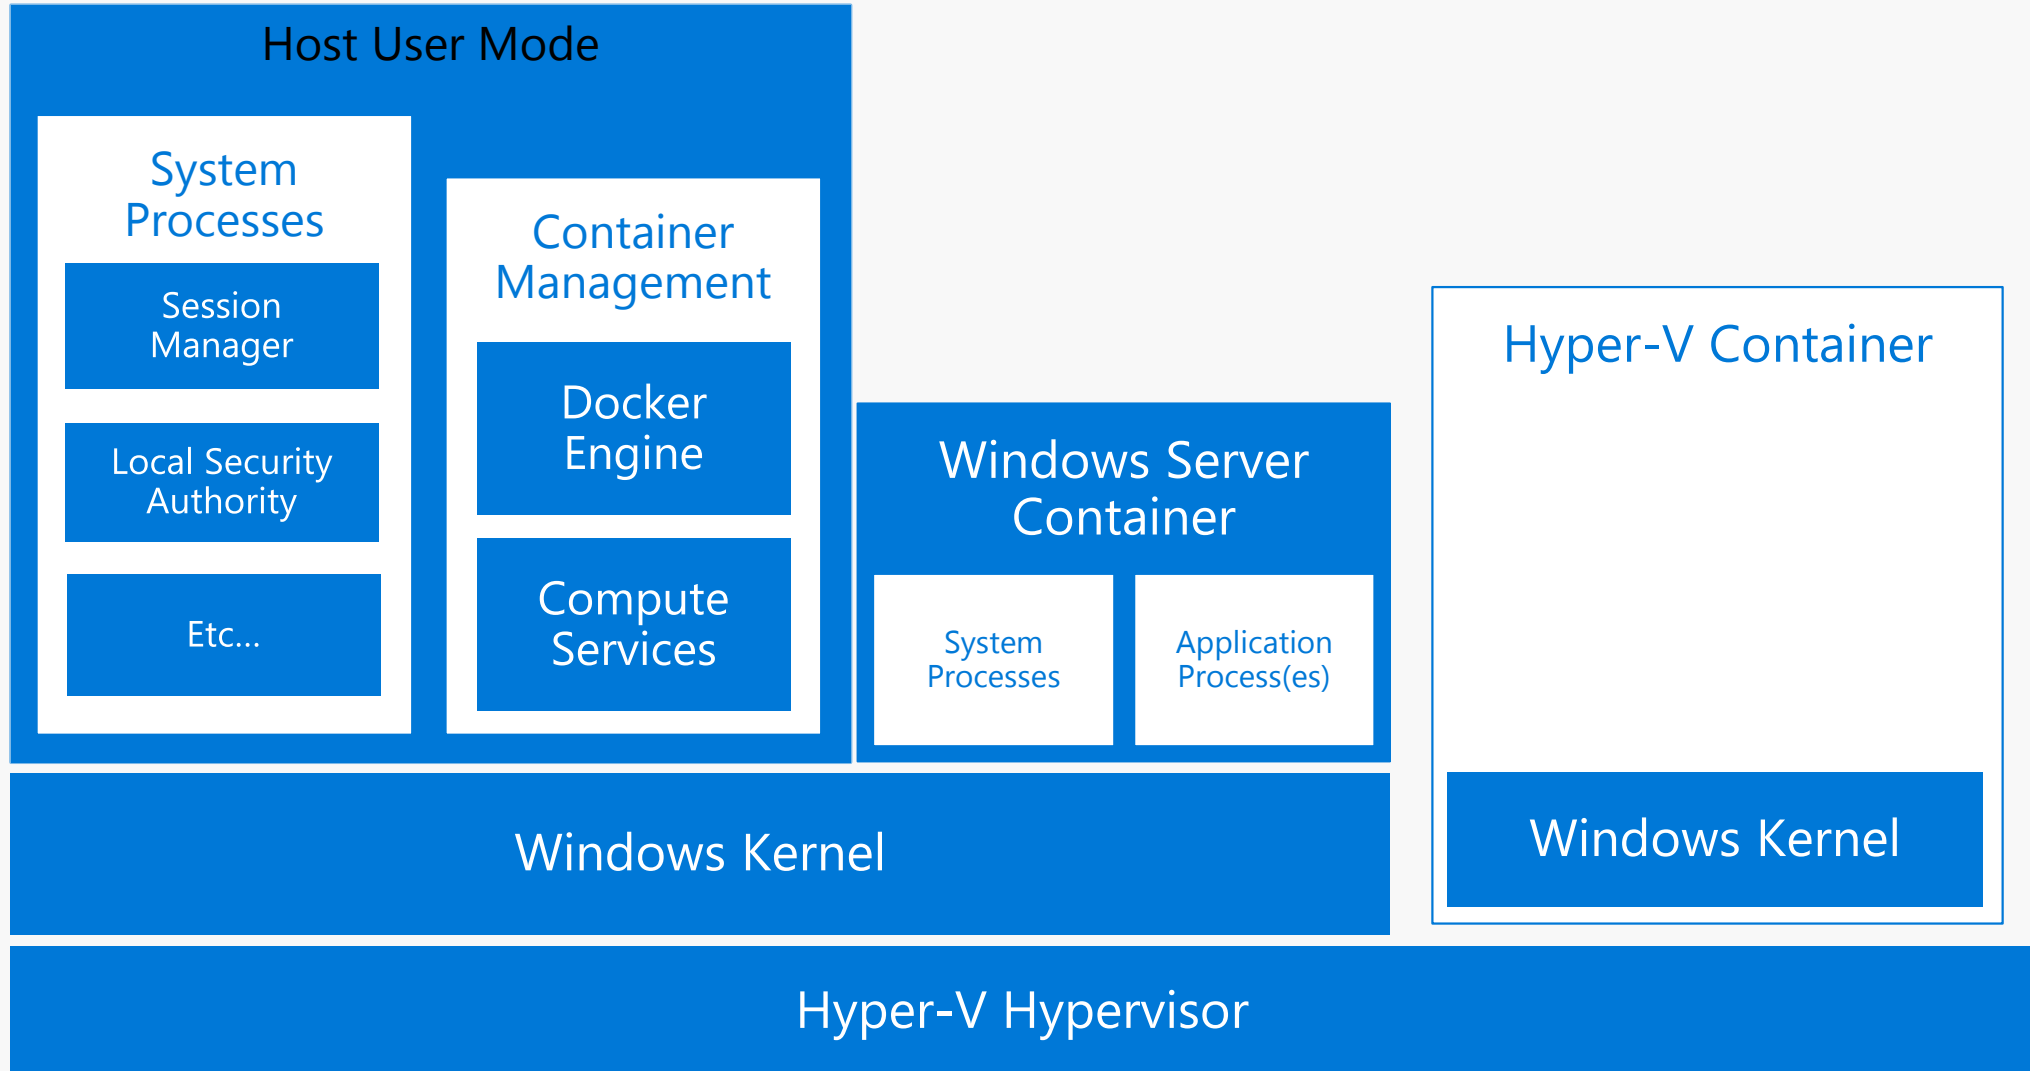 Host User Mode
System
Processes
Session
Manager
Local Security
Authority
Etc...
Container
Management
Docker
Engine
Compute
Services
Windows Server
Container
System
Processes
Application
Process(es)
Hyper-V Container
Windows Kernel
Windows Kernel
Hyper-V Hypervisor